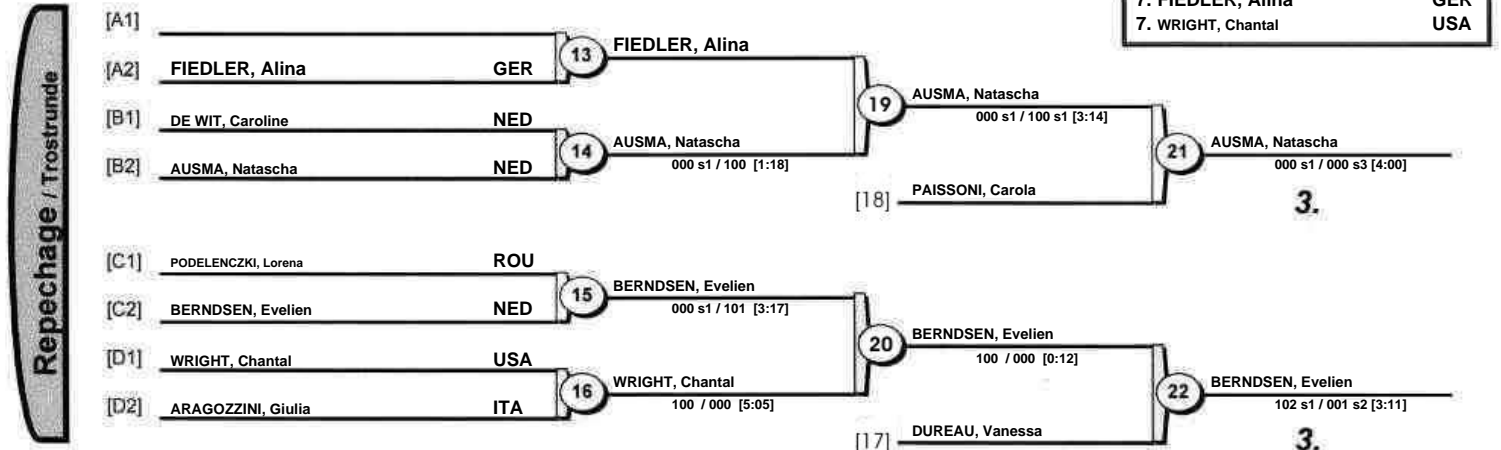 7. FIEDLER, Alina GER
7. WRIGHT, Chantal USA
Repechage / Trostrunde
[A1]
[A2] FIEDLER, Alina GER
13 FIEDLER, Alina
[B1] DE WIT, Caroline NED
[B2] AUSMA, Natascha NED
14 AUSMA, Natascha
000 s1 / 100 [1:18]
19 AUSMA, Natascha
000 s1 / 100 s1 [3:14]
[18] PAISSONI, Carola
21 AUSMA, Natascha
000 s1 / 000 s3 [4:00]
3.
[C1] PODELENCZKI, Lorena ROU
[C2] BERNDSEN, Evelien NED
15 BERNDSEN, Evelien
000 s1 / 101 [3:17]
[D1] WRIGHT, Chantal USA
[D2] ARAGOZZINI, Giulia ITA
16 WRIGHT, Chantal
100 / 000 [5:05]
20 BERNDSEN, Evelien
100 / 000 [0:12]
[17] DUREAU, Vanessa
22 BERNDSEN, Evelien
102 s1 / 001 s2 [3:11]
3.